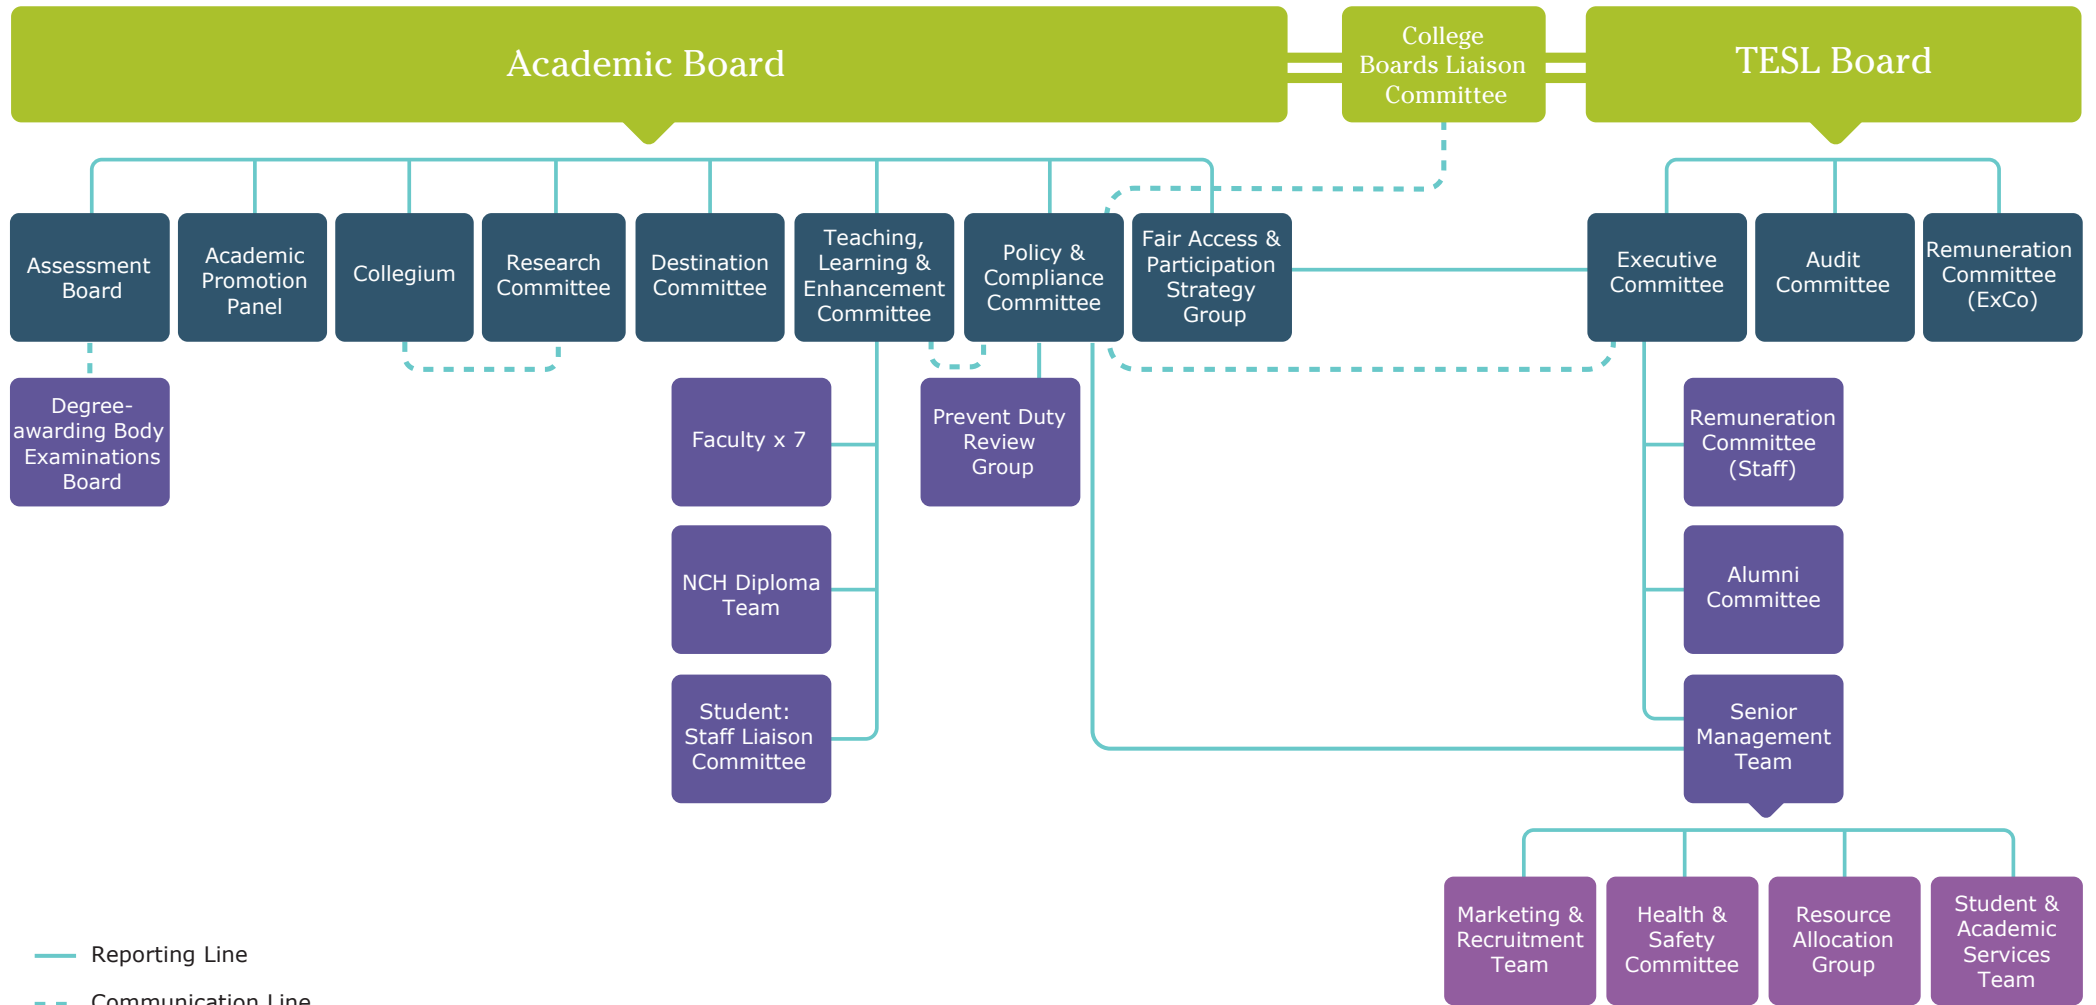 Academic Board
College
Boards Liaison
Committee
TESL Board
Assessment
Board
Academic
Promotion
Panel
Collegium
Research
Committee
Destination
Committee
Teaching,
Learning &
Enhancement
Committee
Policy &
Compliance
Committee
Fair Access &
Participation
Strategy
Group
Executive
Committee
Audit
Committee
Remuneration
Committee
(ExCo)
Degree-
awarding Body
Examinations
Board
Faculty x 7
Prevent Duty
Review
Group
Remuneration
Committee
(Staff)
NCH Diploma
Team
Alumni
Committee
Student:
Staff Liaison
Committee
Senior
Management
Team
Marketing &
Recruitment
Team
Health &
Safety
Committee
Resource
Allocation
Group
Student &
Academic
Services
Team
Reporting Line
Communication Line